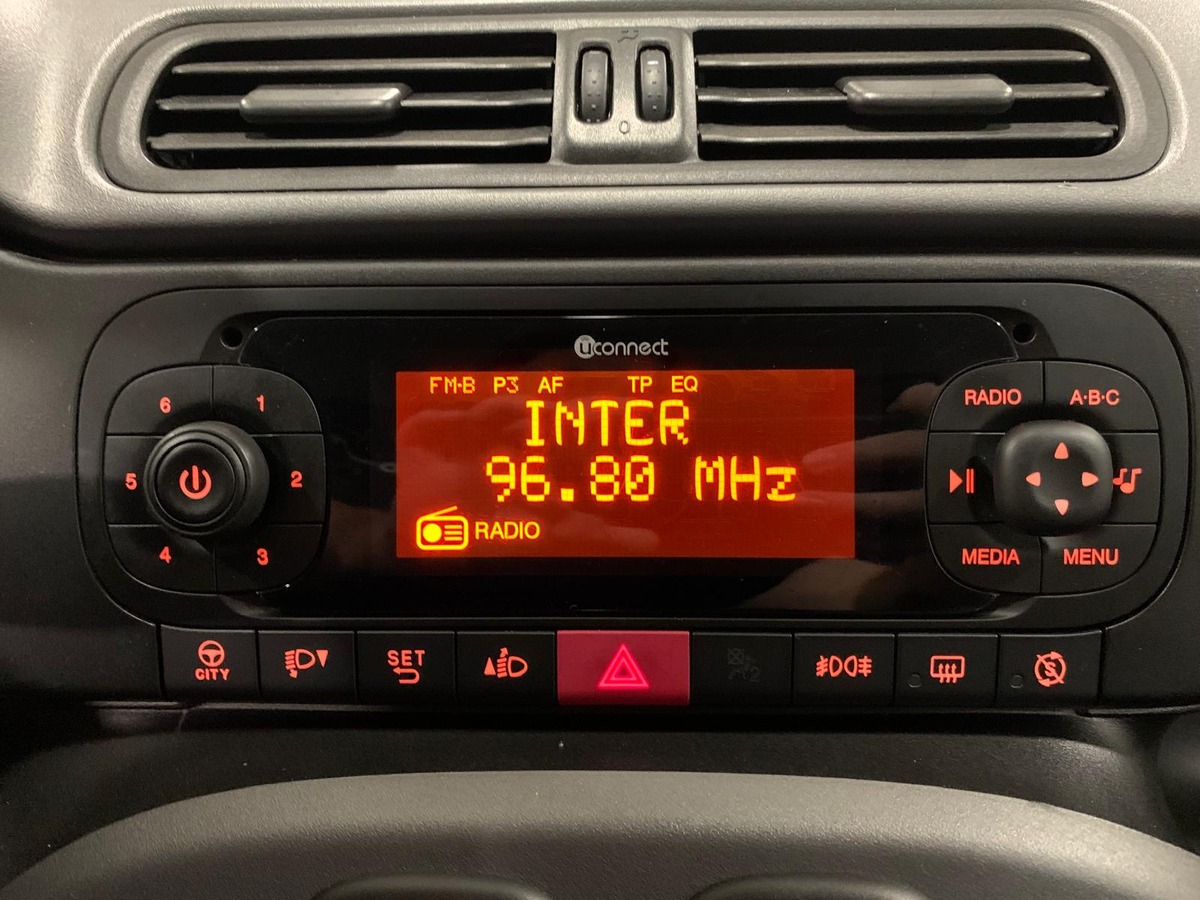 uconnect
FM-B P3 AF TP EQ
INTER
96.80 MHz
RADIO
6 1
5 2
4 3
RADIO A·B·C
MEDIA MENU
CITY
SET
0